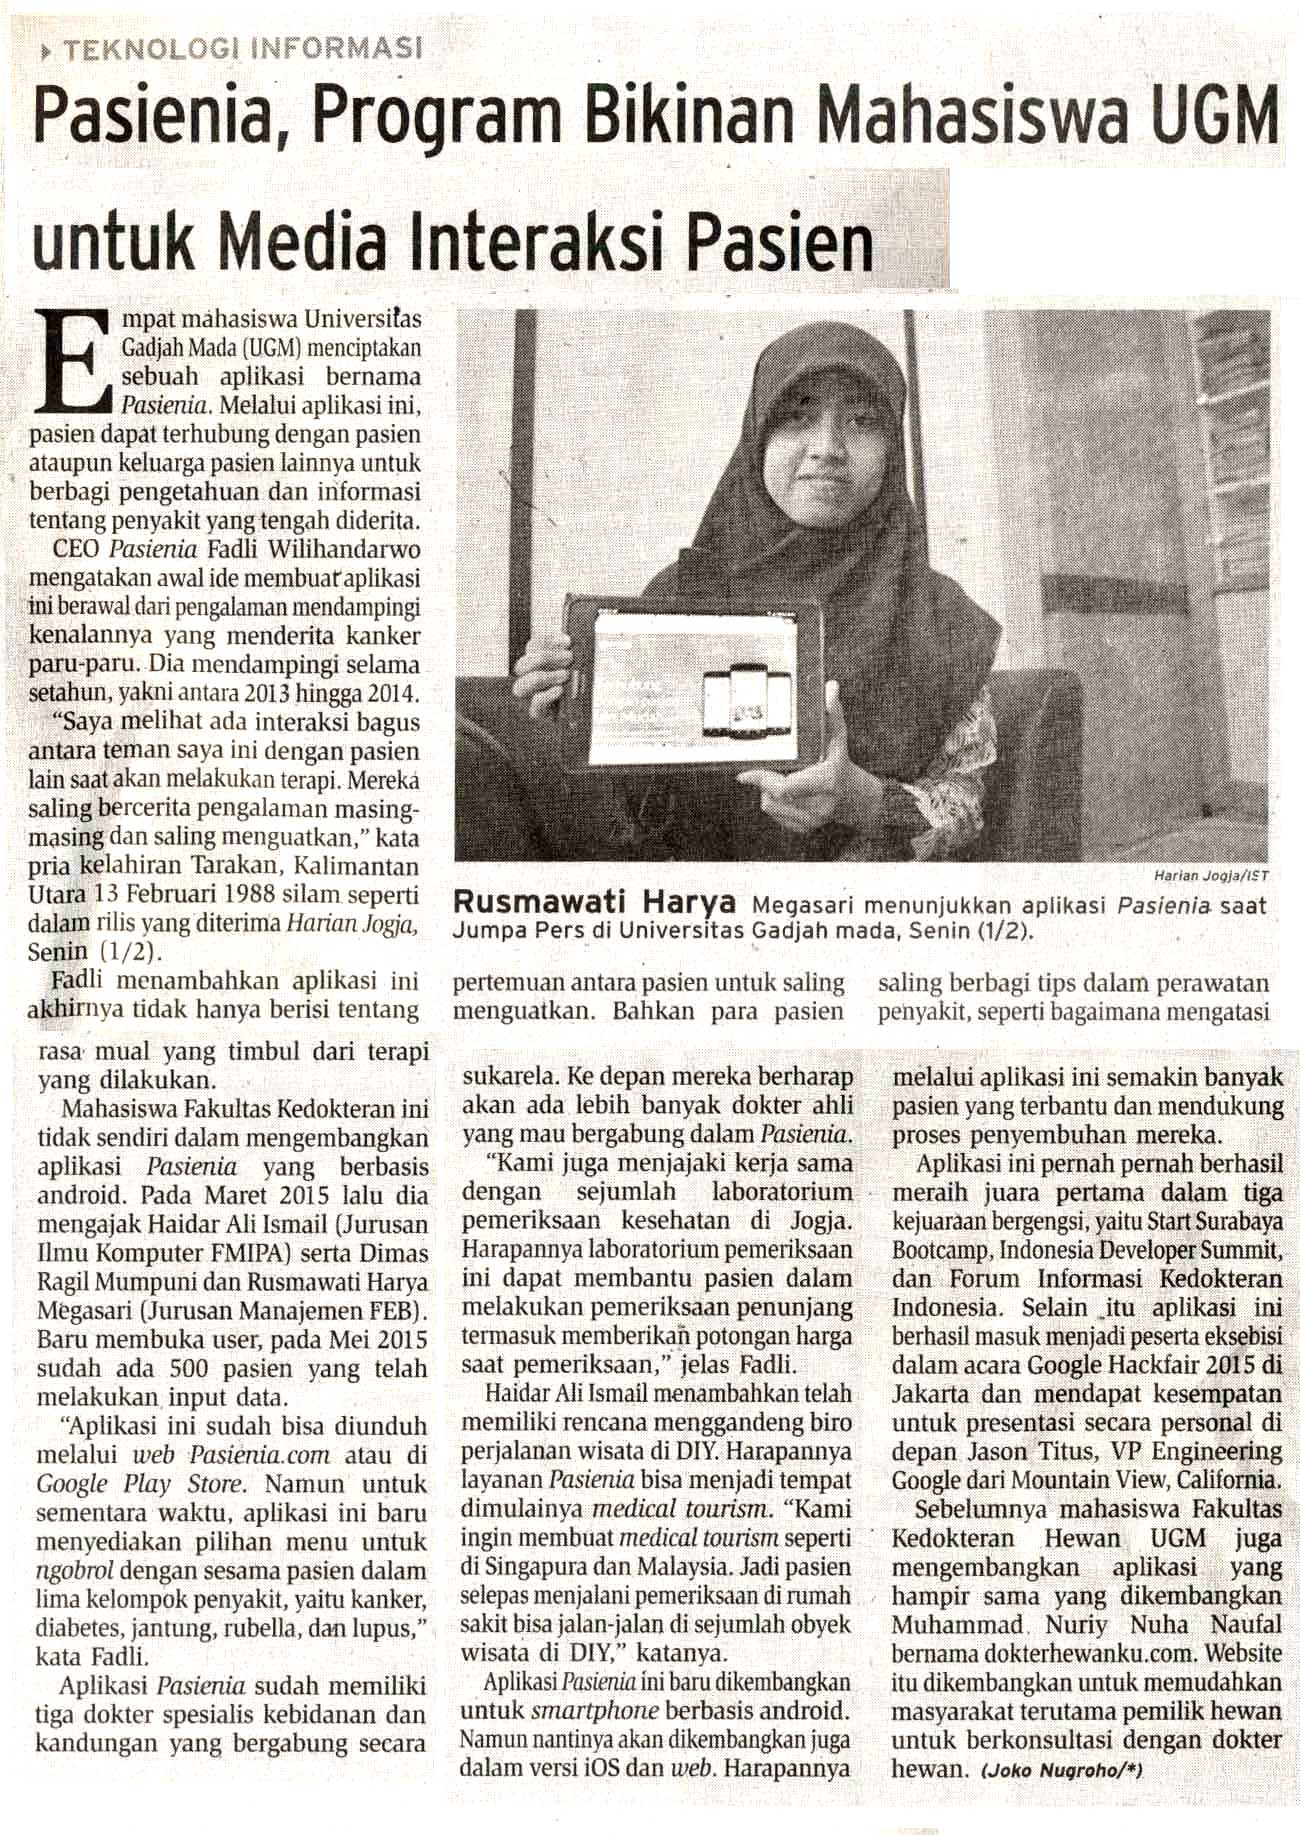 TEKNOLOGI INFORMASI
Pasienia, Program Bikinan Mahasiswa UGM
untuk Media Interaksi Pasien
Empat mahasiswa Universitas
Gadjah Mada (UGM) menciptakan
sebuah aplikasi bernama
Pasienia. Melalui aplikasi ini,
pasien dapat terhubung dengan pasien
ataupun keluarga pasien lainnya untuk
berbagi pengetahuan dan informasi
tentang penyakit yang tengah diderita.
CEO Pasienia Fadli Wilihandarwo
mengatakan awal ide membuat aplikasi
ini berawal dari pengalaman mendampingi
kenalannya yang menderita kanker
paru-paru. Dia mendampingi selama
setahun, yakni antara 2013 hingga 2014.
“Saya melihat ada interaksi bagus
antara teman saya ini dengan pasien
lain saat akan melakukan terapi. Mereka
saling bercerita pengalaman masing-
masing dan saling menguatkan,” kata
pria kelahiran Tarakan, Kalimantan
Utara 13 Februari 1988 silam seperti
dalam rilis yang diterima Harian Jogja,
Senin (1/2).
Fadli menambahkan aplikasi ini
akhirnya tidak hanya berisi tentang
Harian Jogja/IST
Rusmawati Harya Megasari menunjukkan aplikasi Pasienia saat
Jumpa Pers di Universitas Gadjah mada, Senin (1/2).
pertemuan antara pasien untuk saling
menguatkan. Bahkan para pasien
saling berbagi tips dalam perawatan
penyakit, seperti bagaimana mengatasi
rasa mual yang timbul dari terapi
yang dilakukan.
Mahasiswa Fakultas Kedokteran ini
tidak sendiri dalam mengembangkan
aplikasi Pasienia yang berbasis
android. Pada Maret 2015 lalu dia
mengajak Haidar Ali Ismail (Jurusan
Ilmu Komputer FMIPA) serta Dimas
Ragil Mumpuni dan Rusmawati Harya
Megasari (Jurusan Manajemen FEB).
Baru membuka user, pada Mei 2015
sudah ada 500 pasien yang telah
melakukan input data.
“Aplikasi ini sudah bisa diunduh
melalui web Pasienia.com atau di
Google Play Store. Namun untuk
sementara waktu, aplikasi ini baru
menyediakan pilihan menu untuk
ngobrol dengan sesama pasien dalam
lima kelompok penyakit, yaitu kanker,
diabetes, jantung, rubella, dan lupus,”
kata Fadli.
Aplikasi Pasienia sudah memiliki
tiga dokter spesialis kebidanan dan
kandungan yang bergabung secara
sukarela. Ke depan mereka berharap
akan ada lebih banyak dokter ahli
yang mau bergabung dalam Pasienia.
“Kami juga menjajaki kerja sama
dengan sejumlah laboratorium
pemeriksaan kesehatan di Jogja.
Harapannya laboratorium pemeriksaan
ini dapat membantu pasien dalam
melakukan pemeriksaan penunjang
termasuk memberikan potongan harga
saat pemeriksaan,” jelas Fadli.
Haidar Ali Ismail menambahkan telah
memiliki rencana menggandeng biro
perjalanan wisata di DIY. Harapannya
layanan Pasienia bisa menjadi tempat
dimulainya medical tourism. “Kami
ingin membuat medical tourism seperti
di Singapura dan Malaysia. Jadi pasien
selepas menjalani pemeriksaan di rumah
sakit bisa jalan-jalan di sejumlah obyek
wisata di DIY,” katanya.
Aplikasi Pasienia ini baru dikembangkan
untuk smartphone berbasis android.
Namun nantinya akan dikembangkan juga
dalam versi iOS dan web. Harapannya
melalui aplikasi ini semakin banyak
pasien yang terbantu dan mendukung
proses penyembuhan mereka.
Aplikasi ini pernah pernah berhasil
meraih juara pertama dalam tiga
kejuaraan bergengsi, yaitu Start Surabaya
Bootcamp, Indonesia Developer Summit,
dan Forum Informasi Kedokteran
Indonesia. Selain itu aplikasi ini
berhasil masuk menjadi peserta eksebisi
dalam acara Google Hackfair 2015 di
Jakarta dan mendapat kesempatan
untuk presentasi secara personal di
depan Jason Titus, VP Engineering
Google dari Mountain View, California.
Sebelumnya mahasiswa Fakultas
Kedokteran Hewan UGM juga
mengembangkan aplikasi yang
hampir sama yang dikembangkan
Muhammad Nuriy Nuha Naufal
bernama dokterhewanku.com. Website
itu dikembangkan untuk memudahkan
masyarakat terutama pemilik hewan
untuk berkonsultasi dengan dokter
hewan. (Joko Nugroho/*)